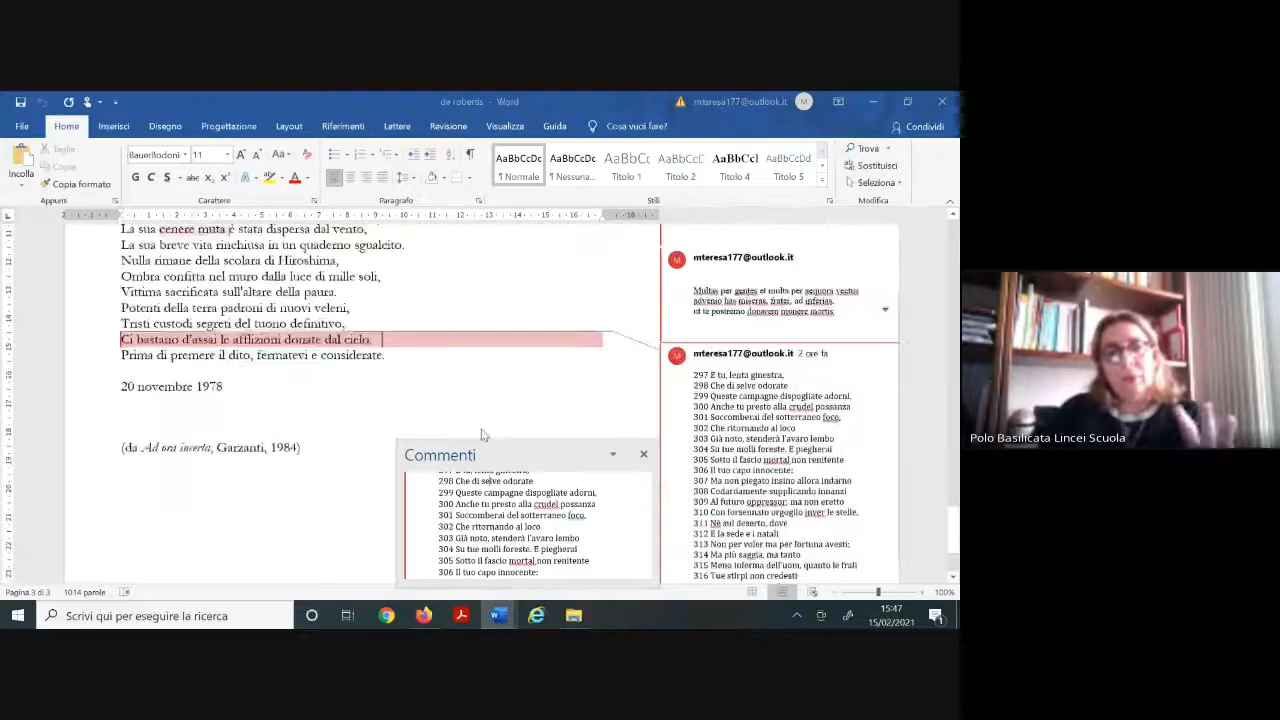 de robertis - Word
mteresa177@outlook.it
M
File
Home
Inserisci
Disegno
Progettazione
Layout
Riferimenti
Lettere
Revisione
Visualizza
Guida
Cosa vuoi fare?
Condividi
Incolla
Taglia
Copia
Copia formato
BauerBodoni
11
G C S abc x₂ x²
AaBbCcDc
AaBbCcDc
AaBbC
AaBbCcC
AaBbCcl
AaBbCcDd
¶ Normale
¶ Nessuna...
Titolo 1
Titolo 2
Titolo 4
Titolo 5
Trova
Sostituisci
Seleziona
Appunti
Carattere
Paragrafo
Stili
Modifica
La sua cenere muta è stata dispersa dal vento,
La sua breve vita rinchiusa in un quaderno sgualcito.
Nulla rimane della scolara di Hiroshima,
Ombra confitta nel muro dalla luce di mille soli,
Vittima sacrificata sull'altare della paura.
Potenti della terra padroni di nuovi veleni,
Tristi custodi segreti del tuono definitivo,
Ci bastano d'assai le afflizioni donate dal cielo.
Prima di premere il dito, fermatevi e considerate.
20 novembre 1978
(da Ad ora incerta, Garzanti, 1984)
M
mteresa177@outlook.it
Multas per gentes et multa per aequora vectus
advenio has miseras, frater, ad inferias,
ut te postremo donarem munere mortis,
M
mteresa177@outlook.it 2 ore fa
297 E tu, lenta ginestra,
298 Che di selve odorate
299 Queste campagne dispogliate adorni,
300 Anche tu presto alla crudel possanza
301 Soccomberai del sotterraneo foco,
302 Che ritornando al loco
303 Già noto, stenderà l'avaro lembo
304 Su tue molli foreste. E piegherai
305 Sotto il fascio mortal non renitente
306 Il tuo capo innocente:
307 Ma non piegato insino allora indarno
308 Codardamente supplicando innanzi
309 Al futuro oppressor; ma non eretto
310 Con forsennato orgoglio inver le stelle,
311 Nè sul deserto, dove
312 E la sede e i natali
313 Non per voler ma per fortuna avesti;
314 Ma più saggia, ma tanto
315 Meno inferma dell'uom, quanto le frali
316 Tue stirpi non credesti
Commenti
298 Che di selve odorate
299 Queste campagne dispogliate adorni,
300 Anche tu presto alla crudel possanza
301 Soccomberai del sotterraneo foco,
302 Che ritornando al loco
303 Già noto, stenderà l'avaro lembo
304 Su tue molli foreste. E piegherai
305 Sotto il fascio mortal non renitente
306 Il tuo capo innocente:
Pagina 3 di 3
1014 parole
100%
Scrivi qui per eseguire la ricerca
15:47
15/02/2021
Polo Basilicata Lincei Scuola